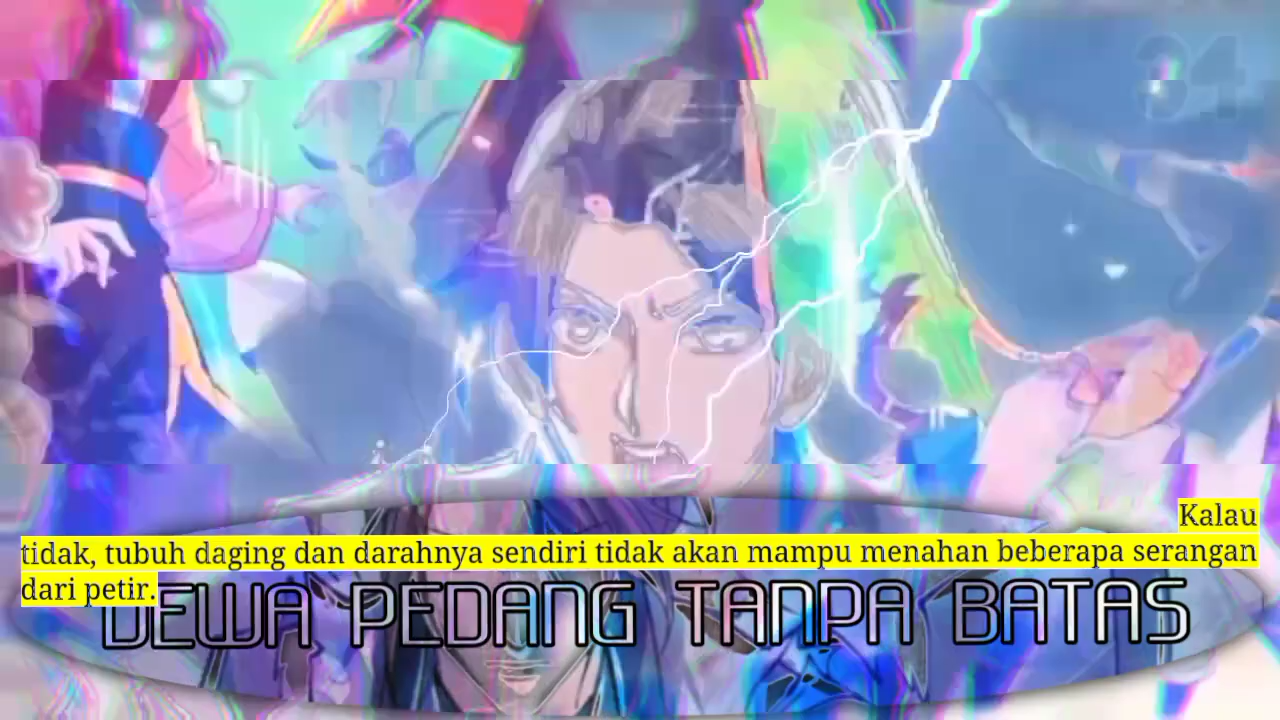 34
Kalau
tidak, tubuh daging dan darahnya sendiri tidak akan mampu menahan beberapa serangan
dari petir.
DEWA PEDANG TANPA BATAS